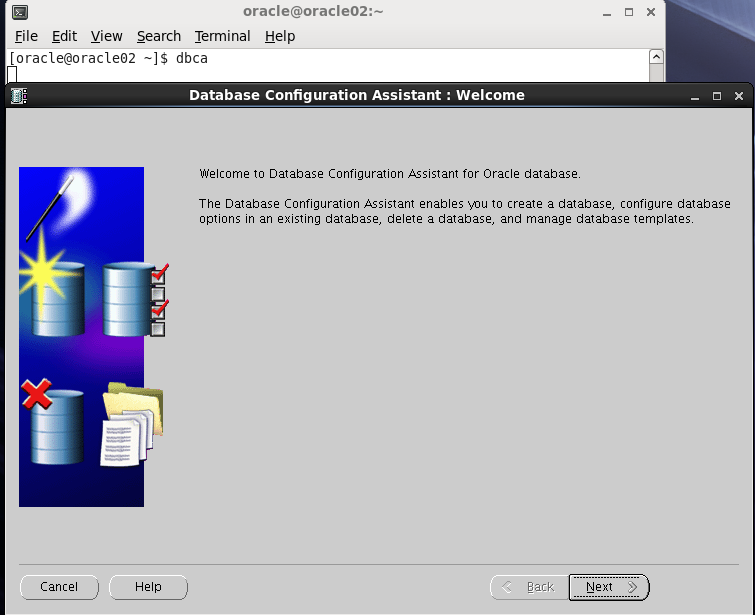 oracle@oracle02:~
File Edit View Search Terminal Help
[oracle@oracle02 ~]$ dbca
Database Configuration Assistant : Welcome
Welcome to Database Configuration Assistant for Oracle database.
The Database Configuration Assistant enables you to create a database, configure database
options in an existing database, delete a database, and manage database templates.
Cancel Help Back Next